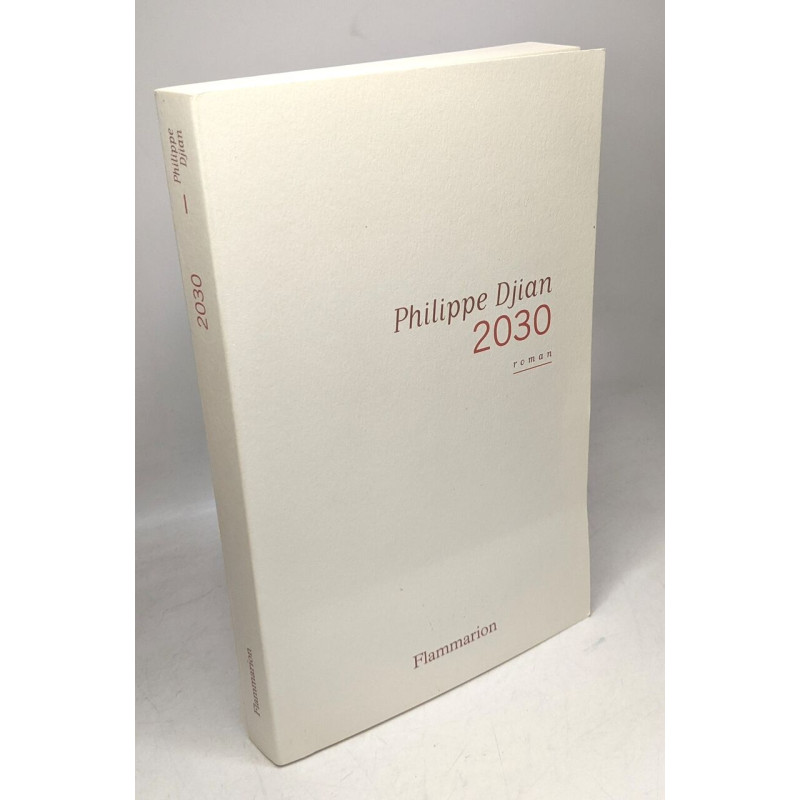 Philippe Djian
2030
roman
Flammarion
Philippe
Djian
2030
Flammarion